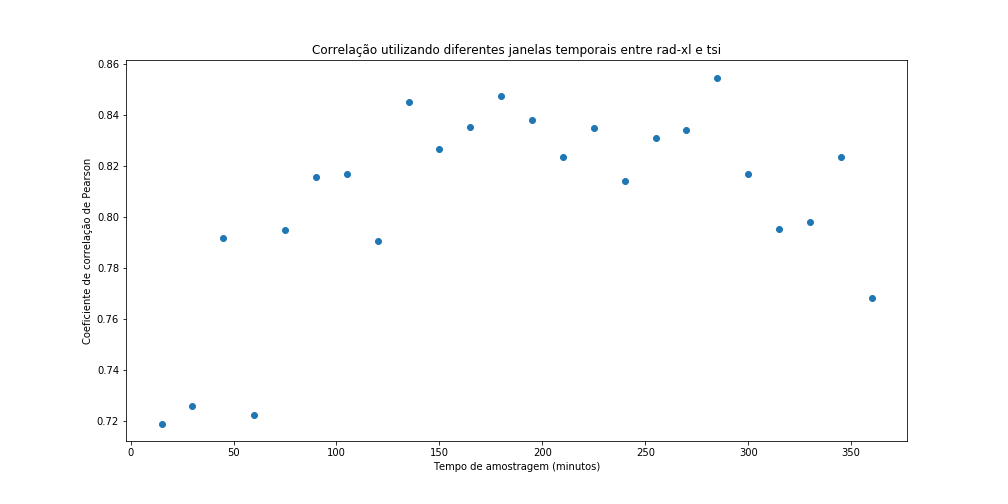 Correlação utilizando diferentes janelas temporais entre rad-xl e tsi
Coeficiente de correlação de Pearson
0.86
0.84
0.82
0.80
0.78
0.76
0.74
0.72
0 50 100 150 200 250 300 350
Tempo de amostragem (minutos)